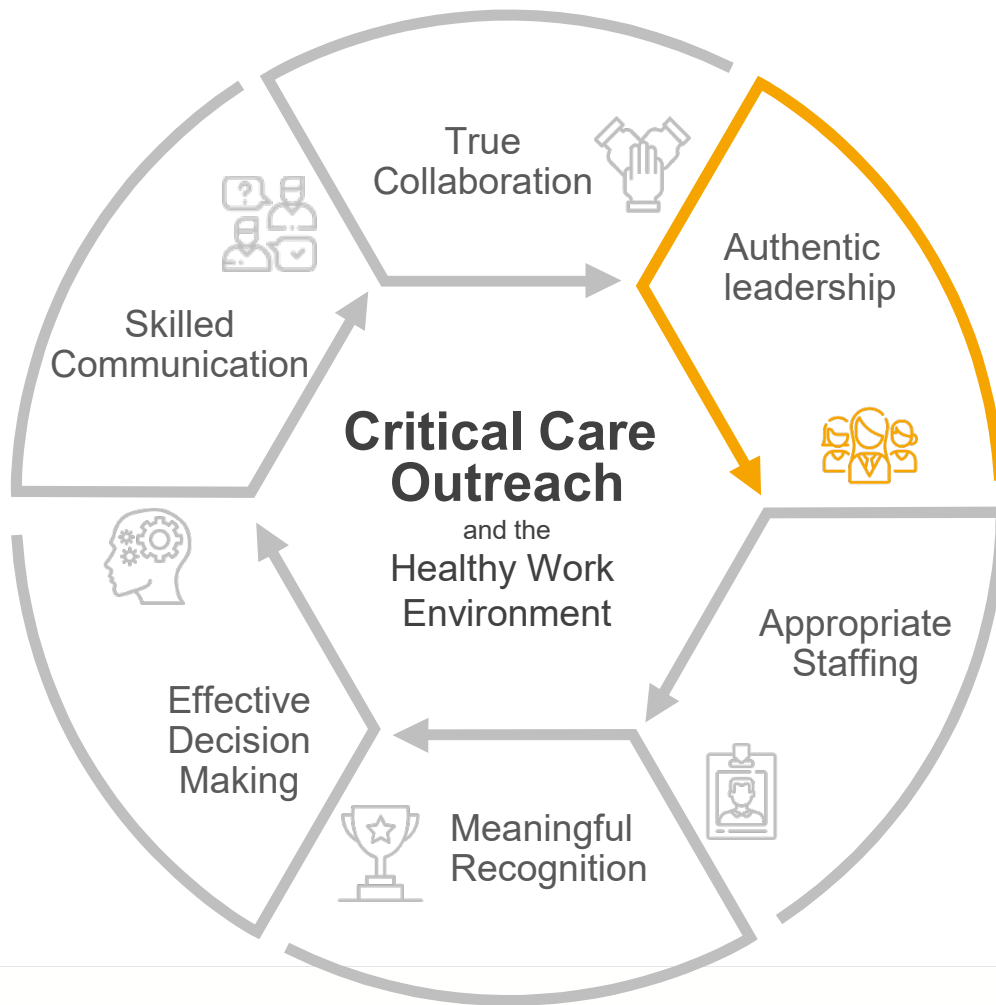 True
Collaboration
Authentic
leadership
Skilled
Communication
Critical Care
Outreach
and the
Healthy Work
Environment
Appropriate
Staffing
Effective
Decision
Making
Meaningful
Recognition
?